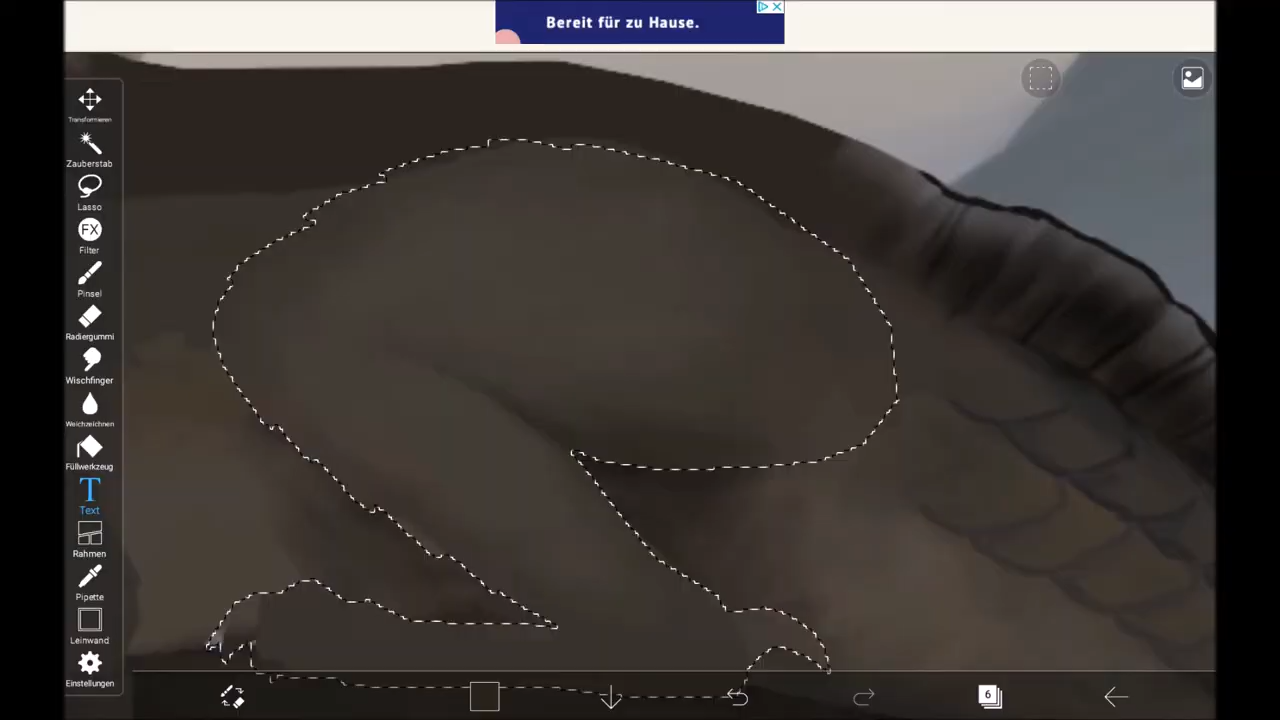 Bereit für zu Hause.
Transformieren
Zauberstab
Lasso
FX
Filter
Pinsel
Radiergummi
Wischfinger
Weichzeichnen
Füllwerkzeug
T
Text
Rahmen
Pipette
Leinwand
Einstellungen
6